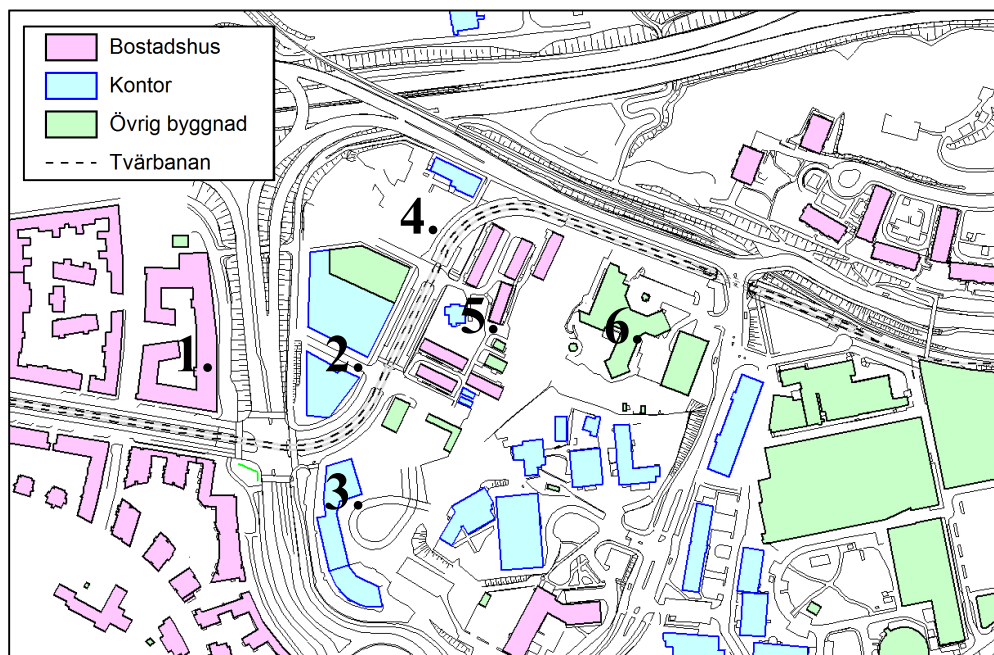 Bostadshus
Kontor
Övrig byggnad
Tvärbanan
4.
5.
6.
1.
2.
3.